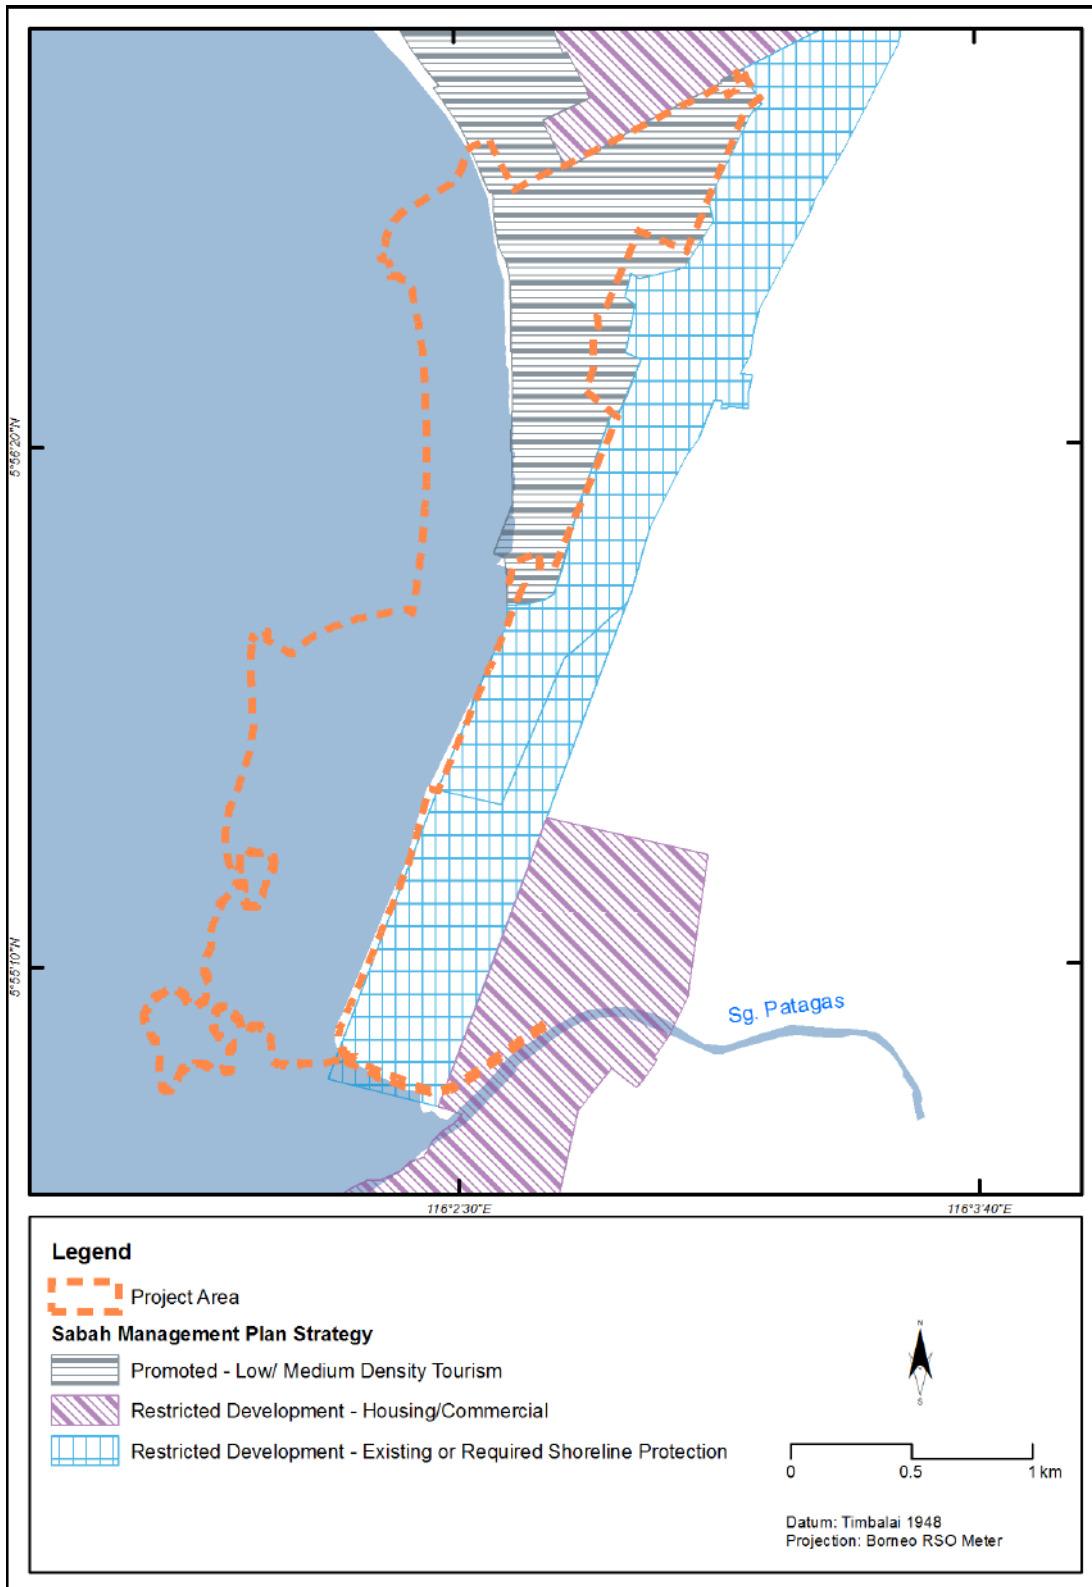 5°56'20"N
5°55'10"N
Sg. Patagas
116°2'30"E
116°3'40"E
Legend
Project Area
Sabah Management Plan Strategy
Promoted - Low/ Medium Density Tourism
Restricted Development - Housing/Commercial
Restricted Development - Existing or Required Shoreline Protection
N
S
0
0.5
1 km
Datum: Timbalai 1948
Projection: Borneo RSO Meter